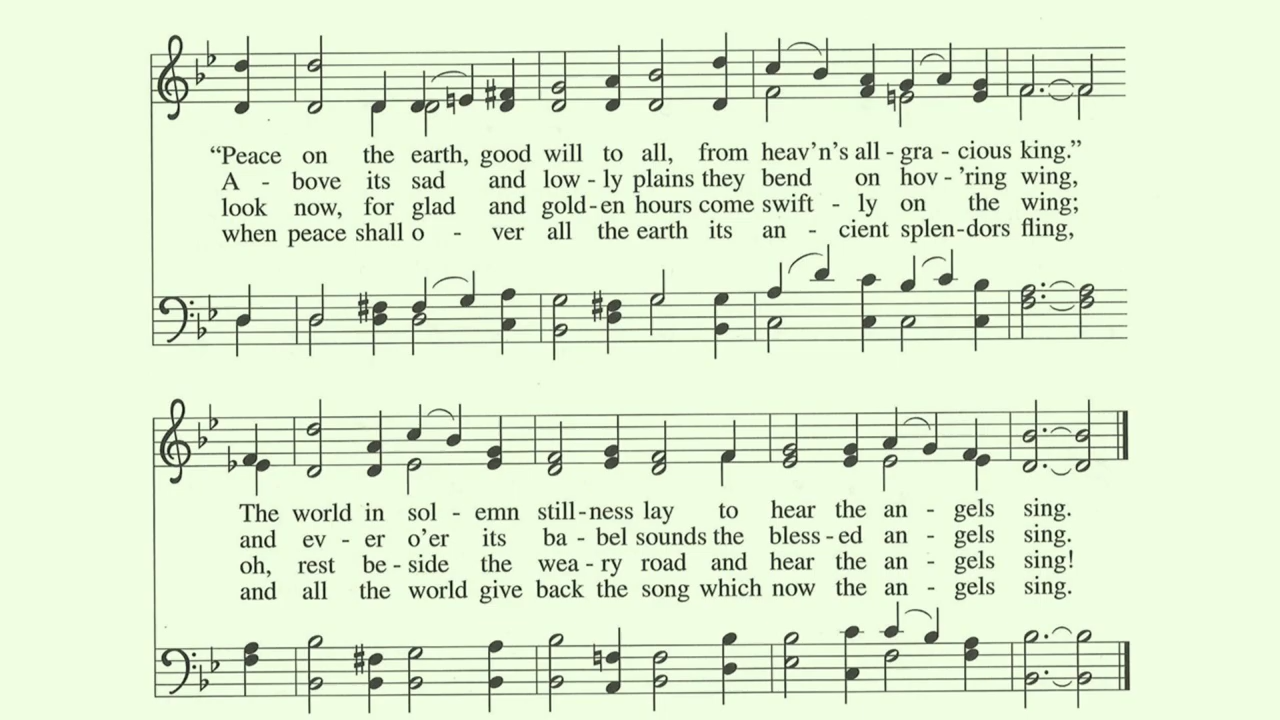 “Peace on the earth, good will to all, from heav’n’s all - gra - cious king.”
A - bove its sad and low - ly plains they bend on hov - ’ring wing,
look now, for glad and gold - en hours come swift - ly on the wing;
when peace shall o - ver all the earth its an - cient splen - dors fling,
The world in sol - emn still - ness lay to hear the an - gels sing.
and ev - er o’er its ba - bel sounds the bless - ed an - gels sing.
oh, rest be - side the wea - ry road and hear the an - gels sing!
and all the world give back the song which now the an - gels sing.